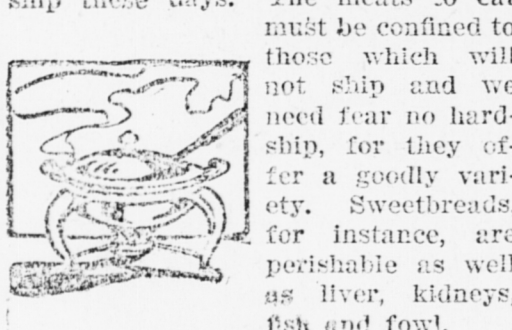 ship these days. The meats to eat
must be confined to
those which will
not ship and we
need fear no hard-
ship, for they of-
fer a goodly vari-
ety. Sweetbreads,
for instance, are
perishable as well
as liver, kidneys,
fish and fowl.